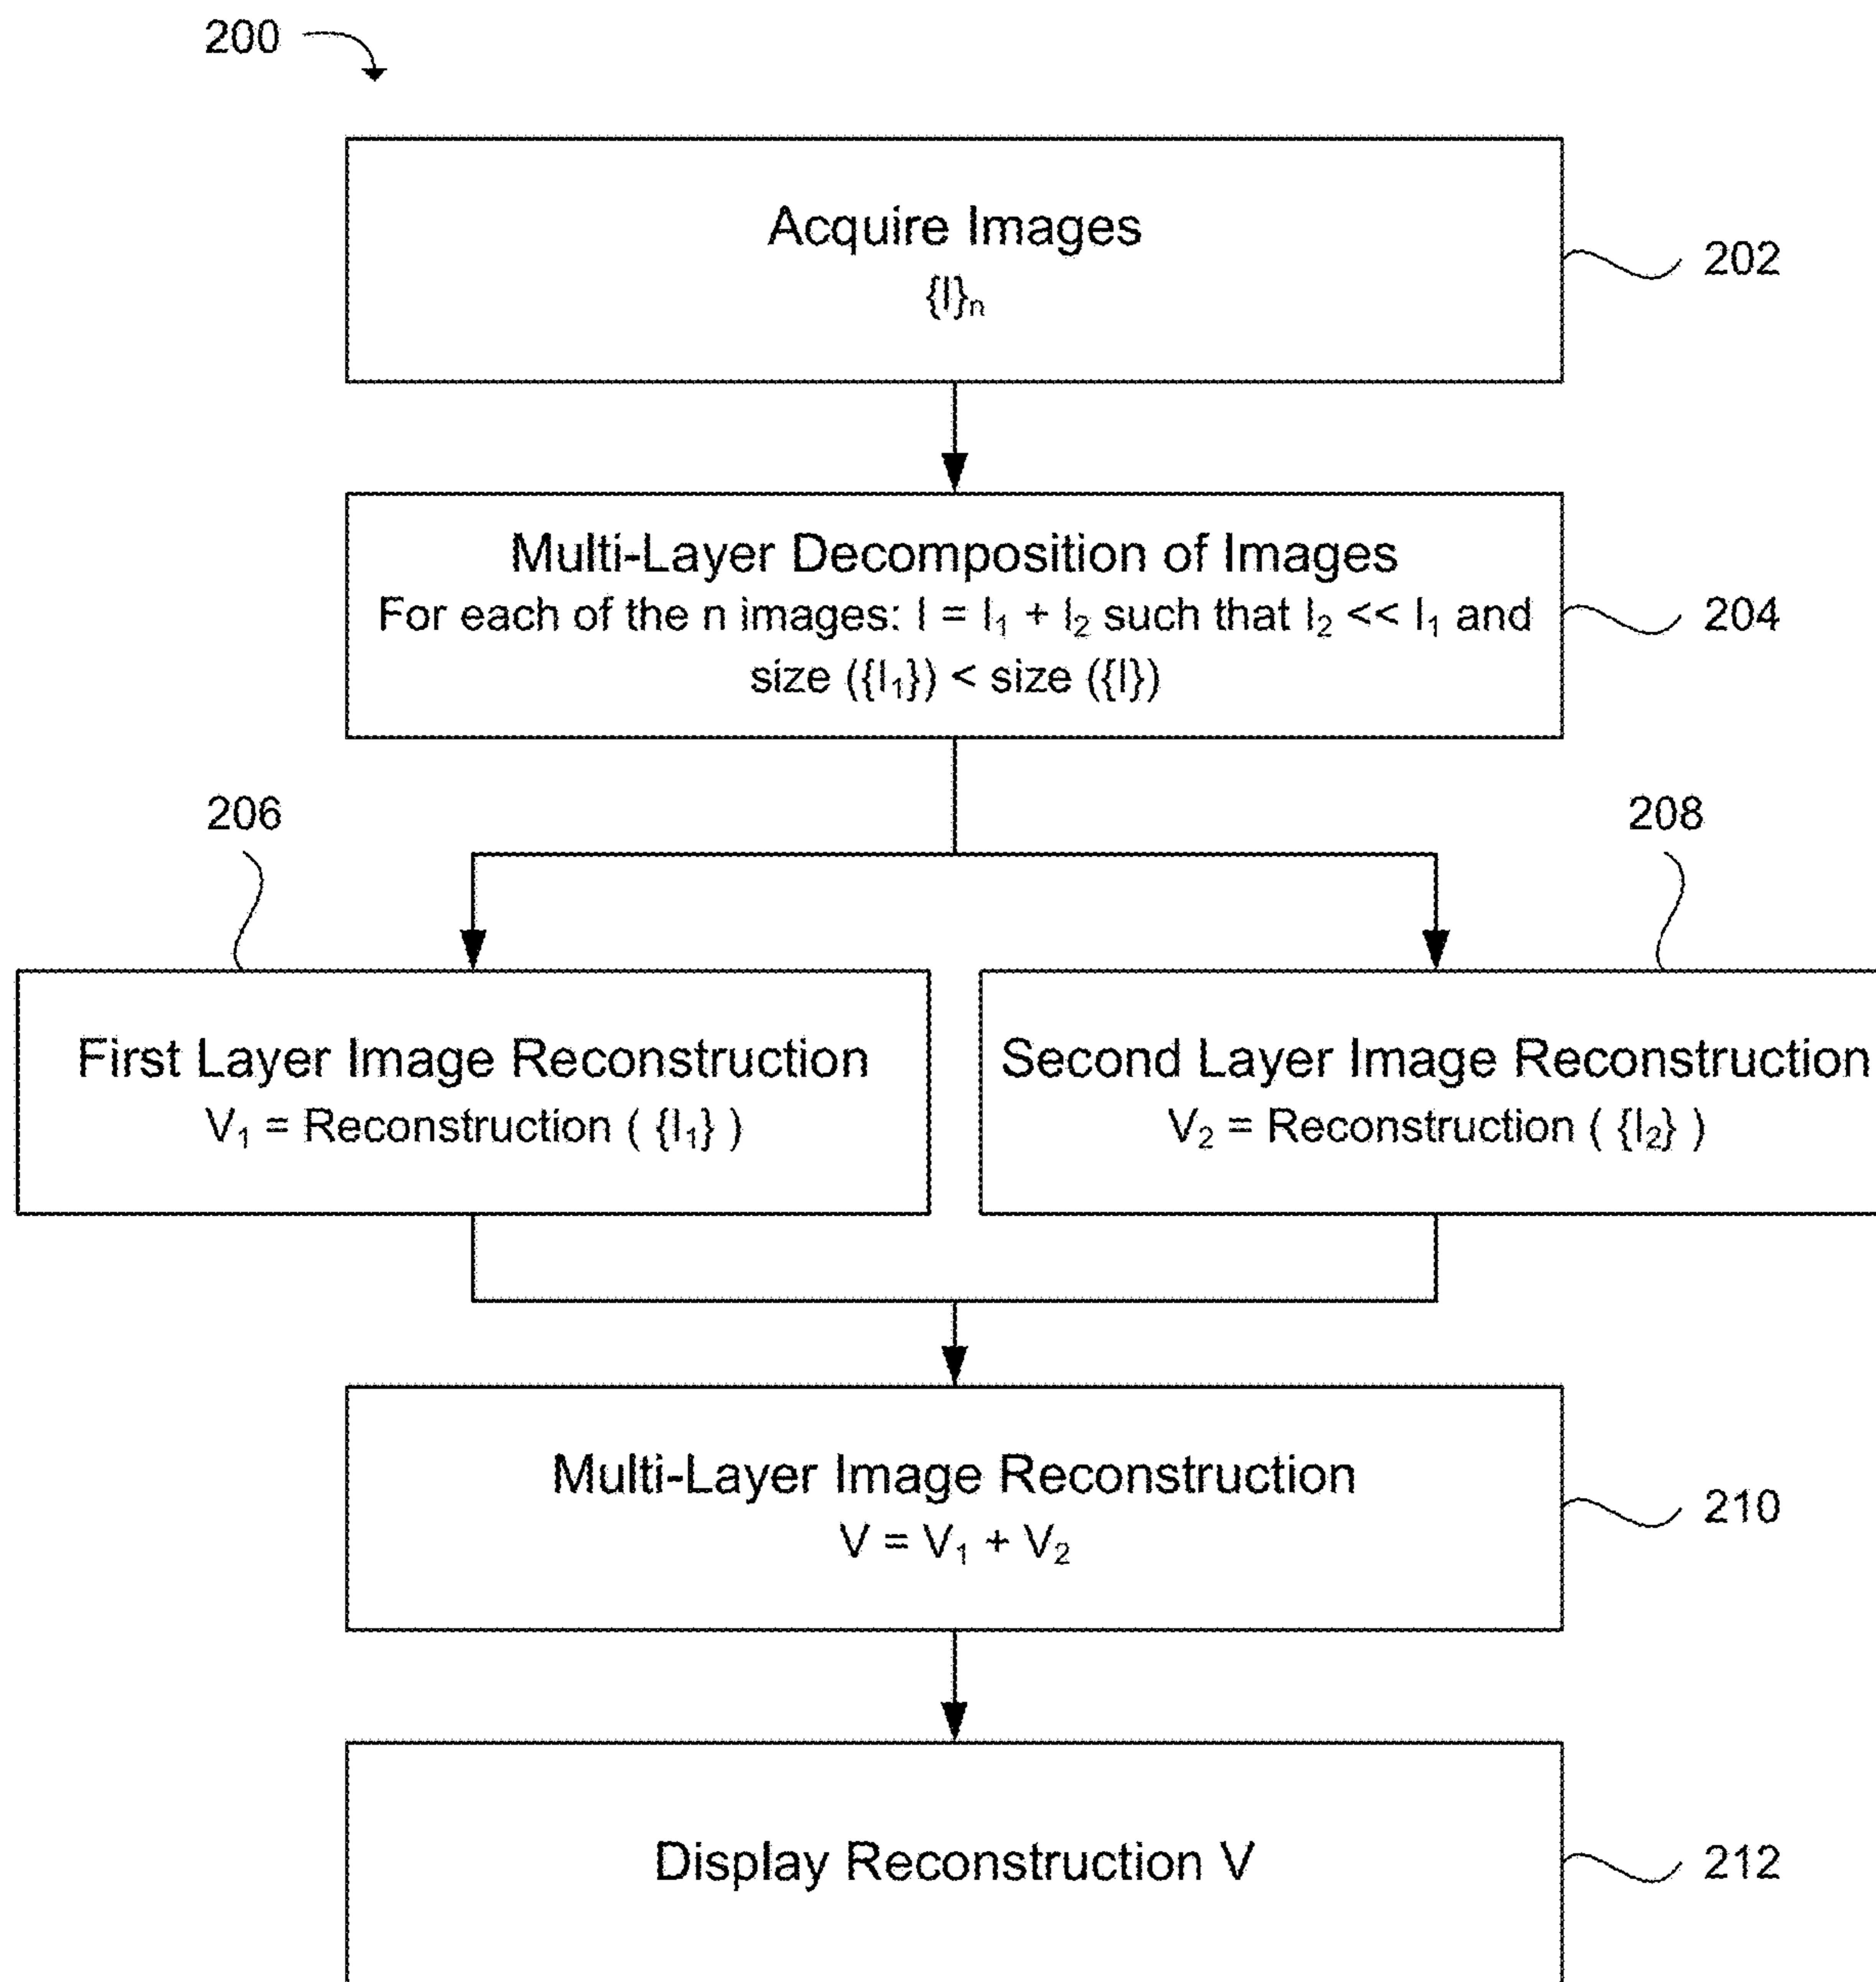 200
Acquire Images
{I}ₙ
202
Multi-Layer Decomposition of Images
For each of the n images: I = I₁ + I₂ such that I₂ << I₁ and
size ({I₁}) < size ({I})
204
206
208
First Layer Image Reconstruction
V₁ = Reconstruction ( {I₁} )
Second Layer Image Reconstruction
V₂ = Reconstruction ( {I₂} )
Multi-Layer Image Reconstruction
V = V₁ + V₂
210
Display Reconstruction V
212